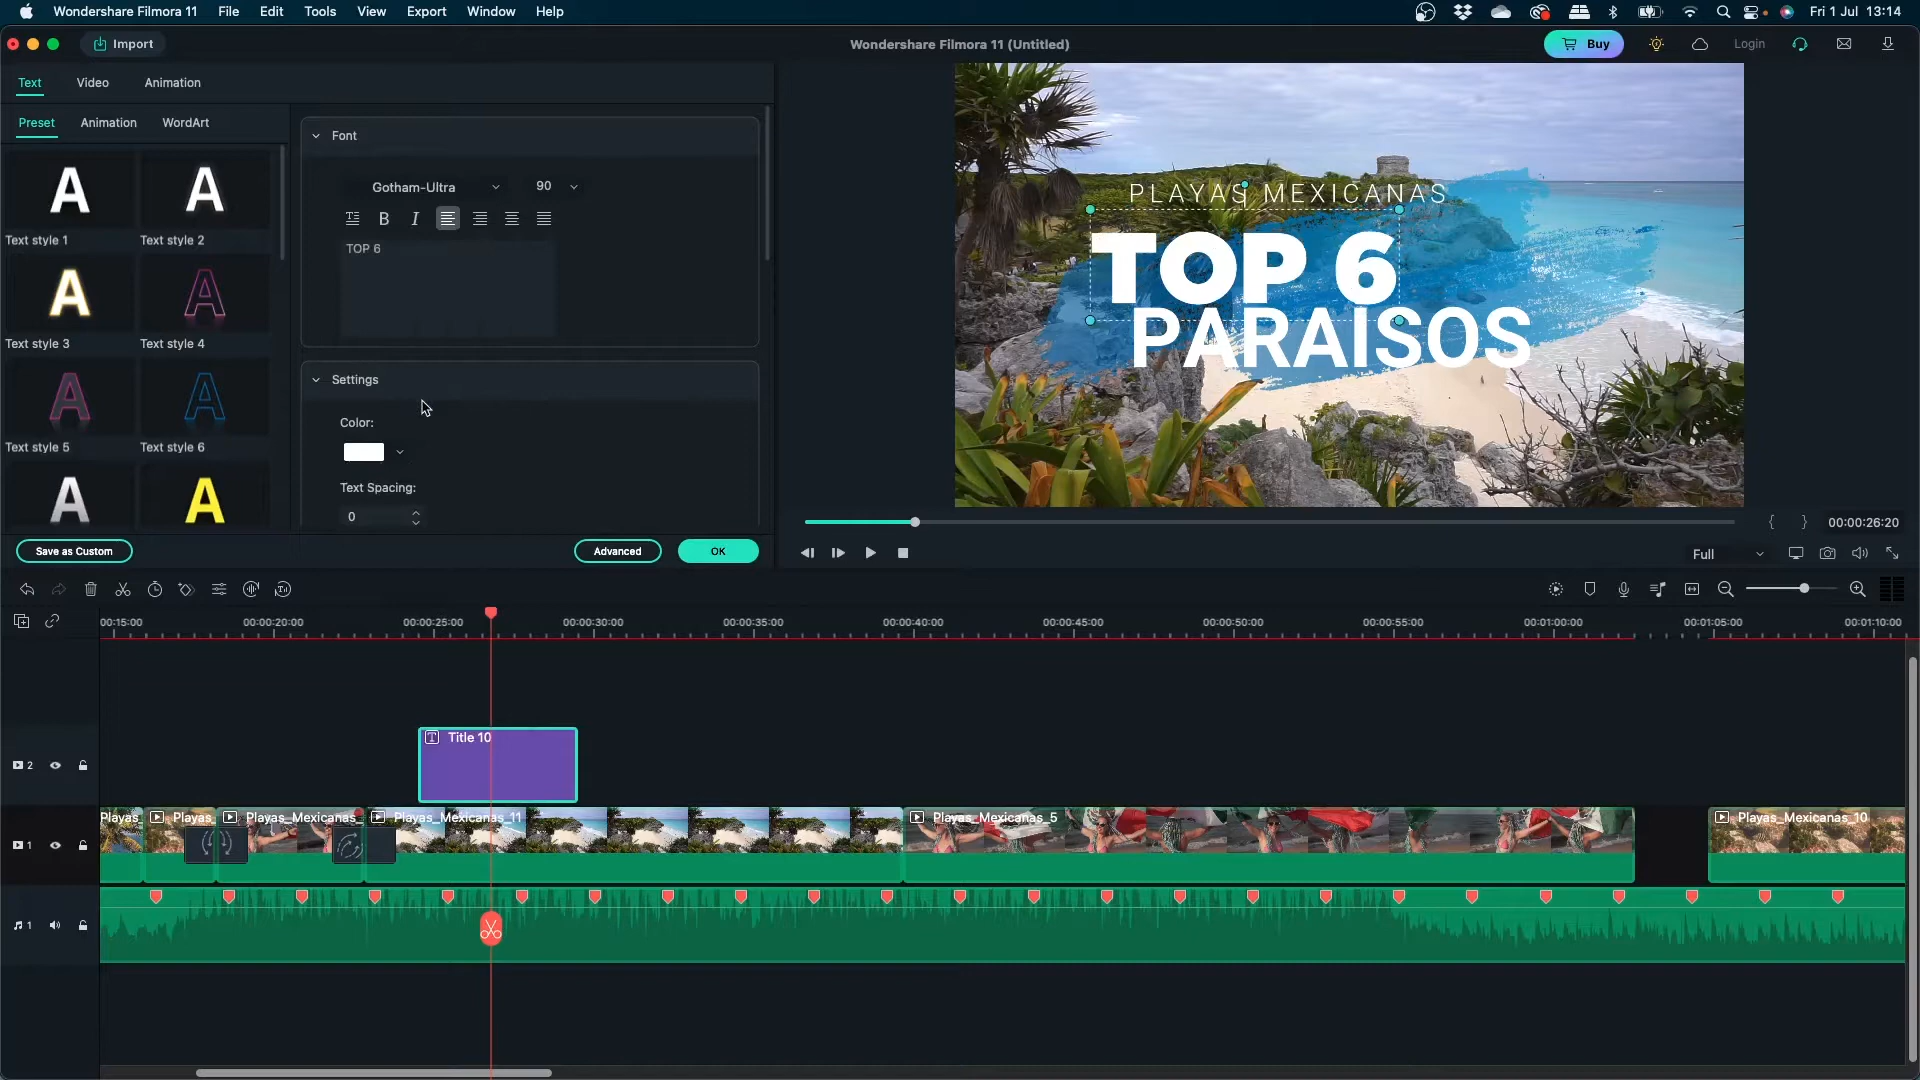 Wondershare Filmora 11 File Edit Tools View Export Window Help Fri 1 Jul 13:14
Import Wondershare Filmora 11 (Untitled) Buy Login
Text Video Animation
Preset Animation WordArt
A A
Text style 1 Text style 2
A A
Text style 3 Text style 4
A A
Text style 5 Text style 6
A A
Save as Custom
Font
Gotham-Ultra 90
B I
TOP 6
Settings
Color:
Text Spacing:
0
Advanced OK
PLAYAS MEXICANAS
TOP 6
PARAISOS
{ } 00:00:26:20
Full
00:15:00 00:00:20:00 00:00:25:00 00:00:30:00 00:00:35:00 00:00:40:00 00:00:45:00 00:00:50:00 00:00:55:00 00:01:00:00 00:01:05:00 00:01:10:00
2 T Title 10
Playas Playas_ Playas_Mexicanas_ Playas_Mexicanas_11 Playas_Mexicanas_5 Playas_Mexicanas_10
1
1